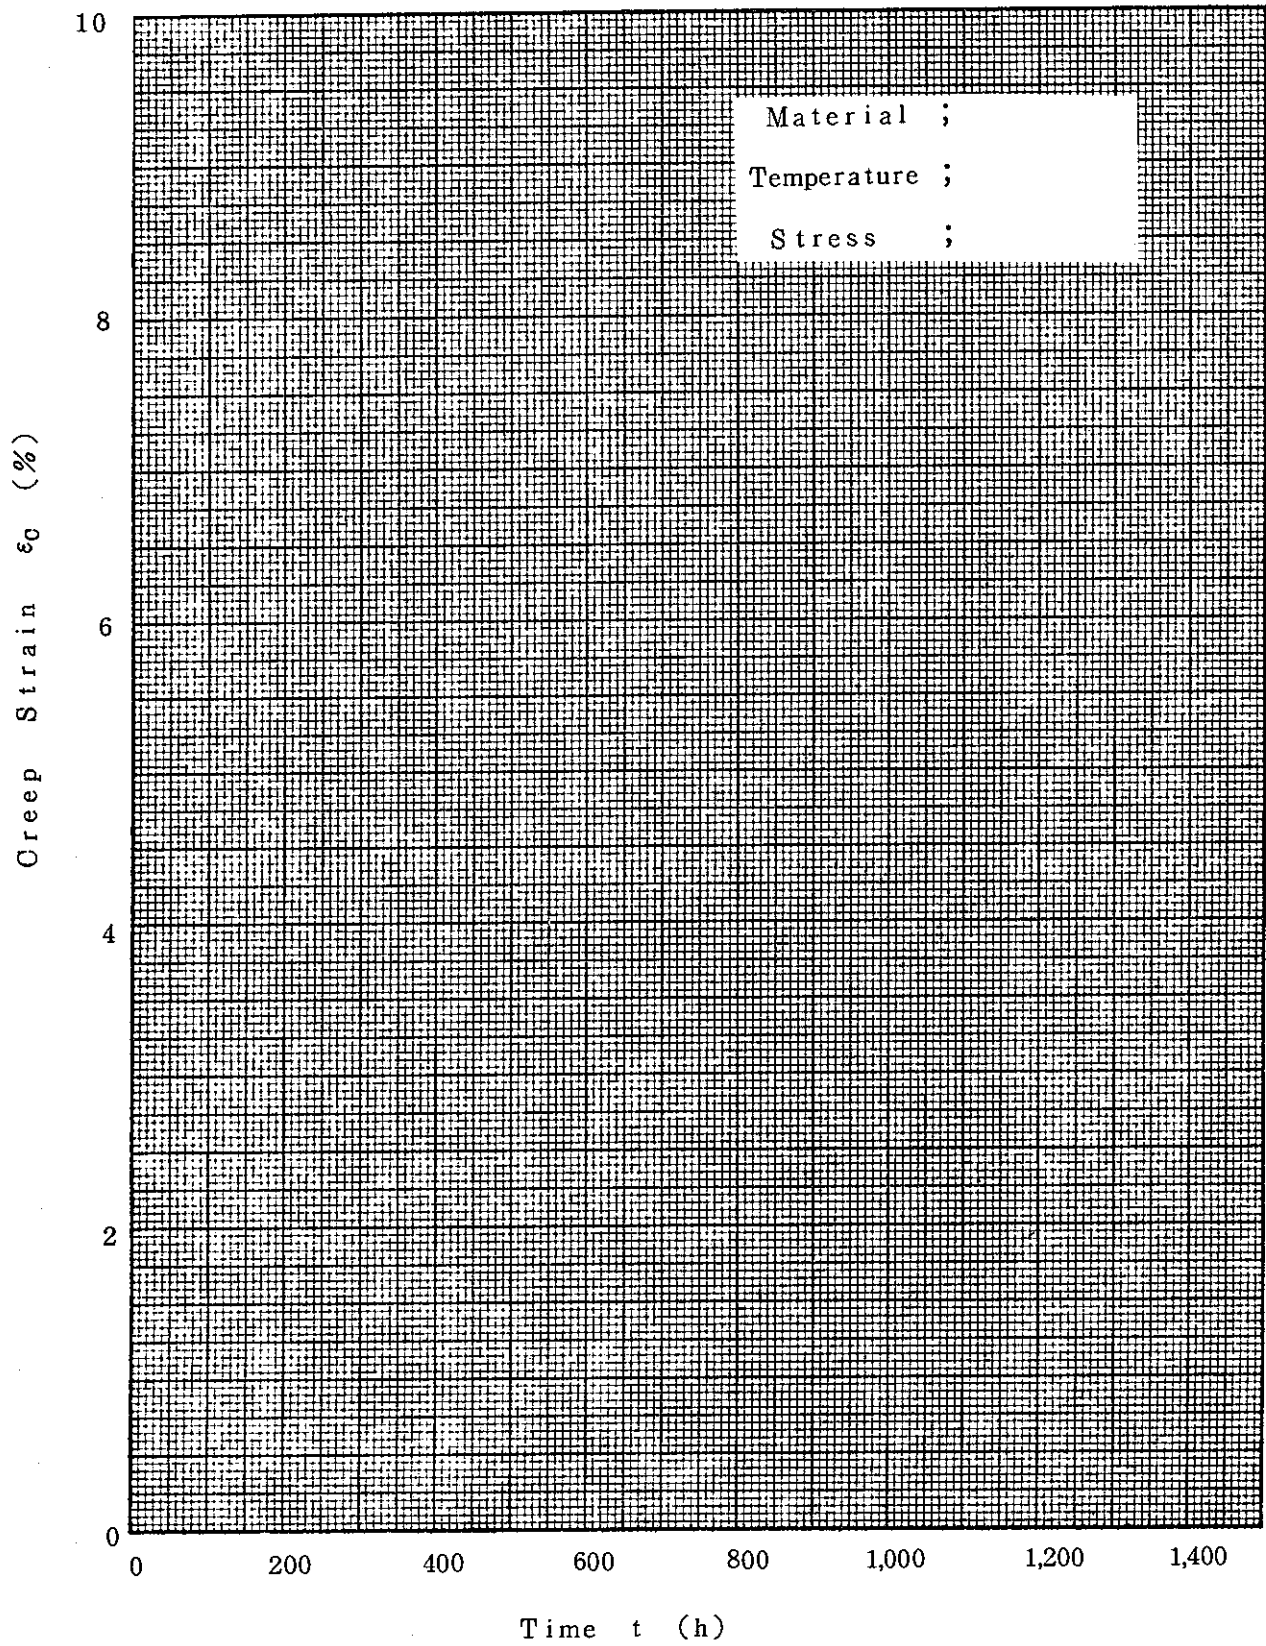 10
Material ;
Temperature ;
Stress ;
8
6
4
2
0
Creep Strain ε₀ (%)
0 200 400 600 800 1,000 1,200 1,400
Time t (h)